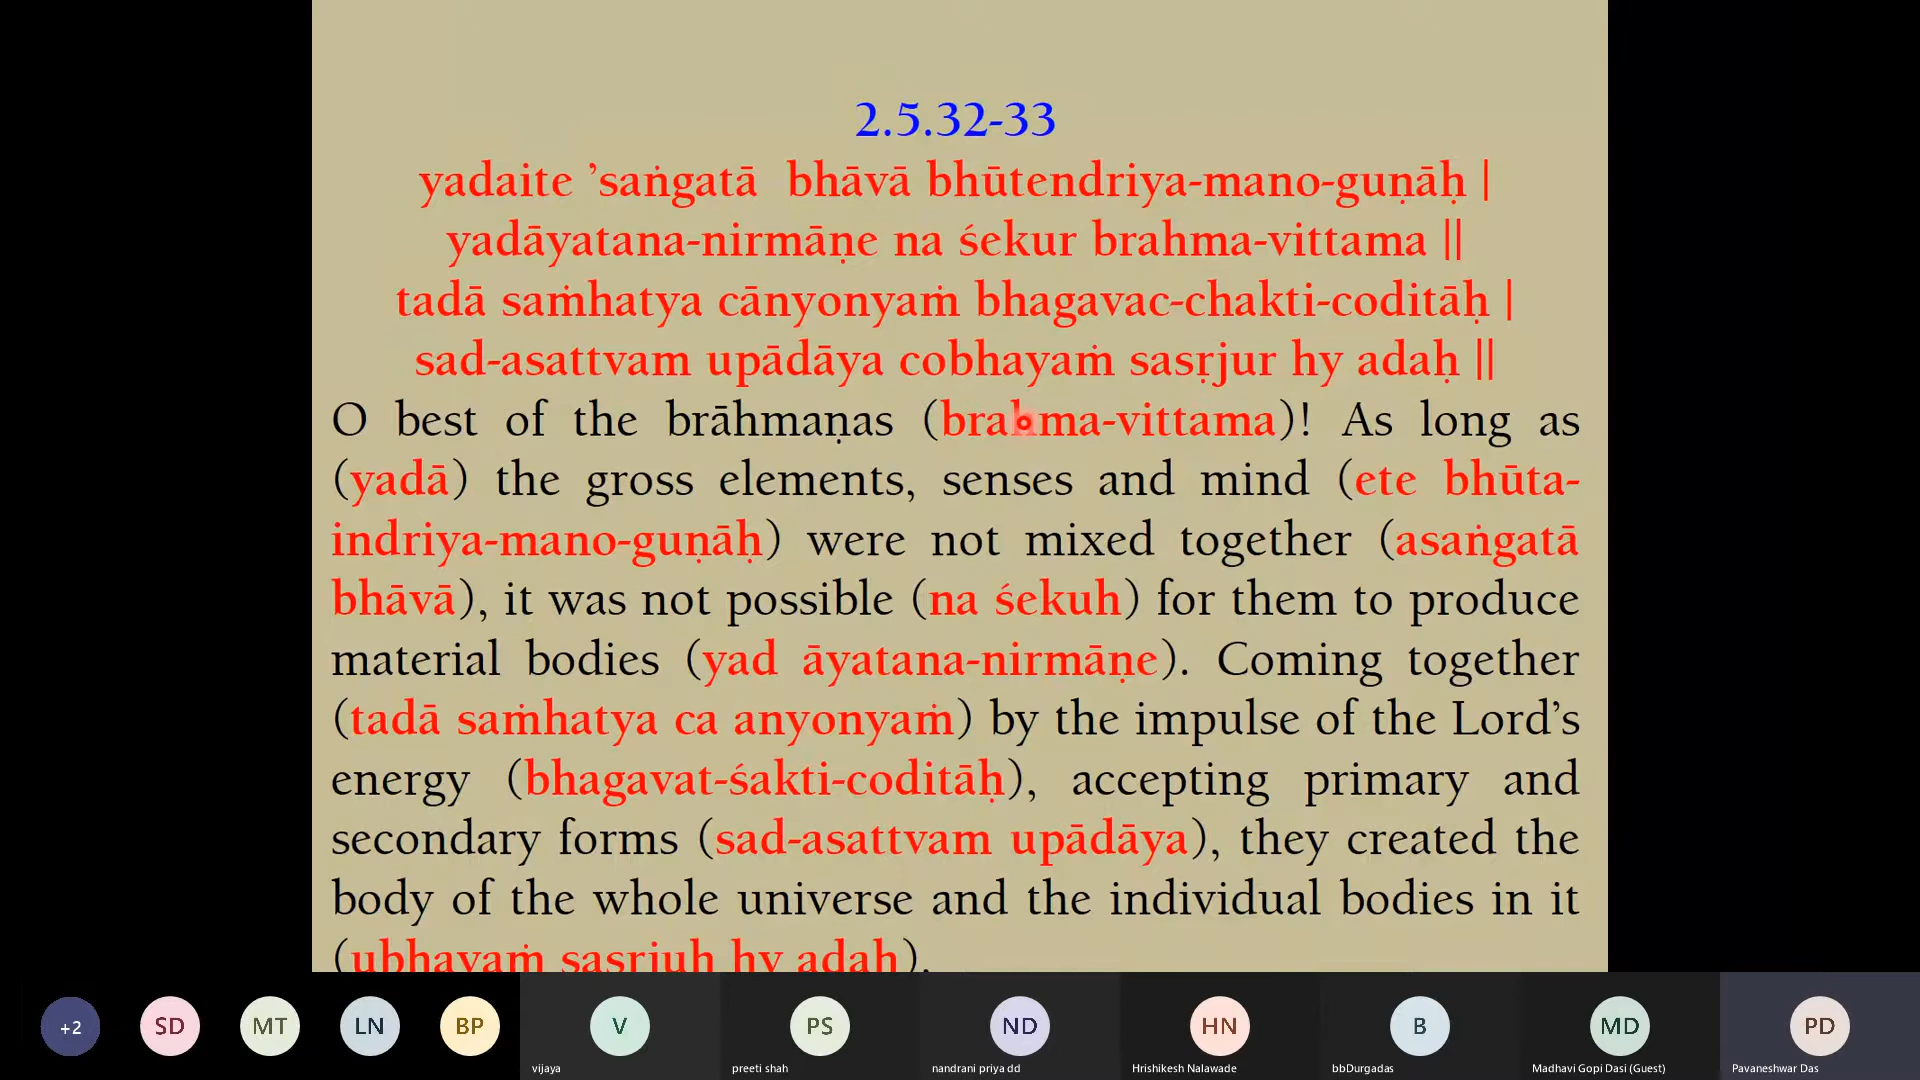 2.5.32-33
yadaite ’saṅgatā bhāvā bhūtendriya-mano-guṇāḥ |
yadāyatana-nirmāṇe na śekur brahma-vittama ||
tadā saṁhatya cānyonyaṁ bhagavac-chakti-coditāḥ |
sad-asattvam upādāya cobhayaṁ sasṛjur hy adaḥ ||
O best of the brāhmaṇas (brahma-vittama)! As long as
(yadā) the gross elements, senses and mind (ete bhūta-
indriya-mano-guṇāḥ) were not mixed together (asaṅgatā
bhāvā), it was not possible (na śekuh) for them to produce
material bodies (yad āyatana-nirmāṇe). Coming together
(tadā saṁhatya ca anyonyaṁ) by the impulse of the Lord’s
energy (bhagavat-śakti-coditāḥ), accepting primary and
secondary forms (sad-asattvam upādāya), they created the
body of the whole universe and the individual bodies in it
(ubhayaṁ sasrjuh hy adah).
+2 SD MT LN BP V PS ND HN B MD PD
vijaya preeti shah nandrani priya dd Hrishikesh Nalawade bbDurgadas Madhavi Gopi Dasi (Guest) Pavaneshwar Das